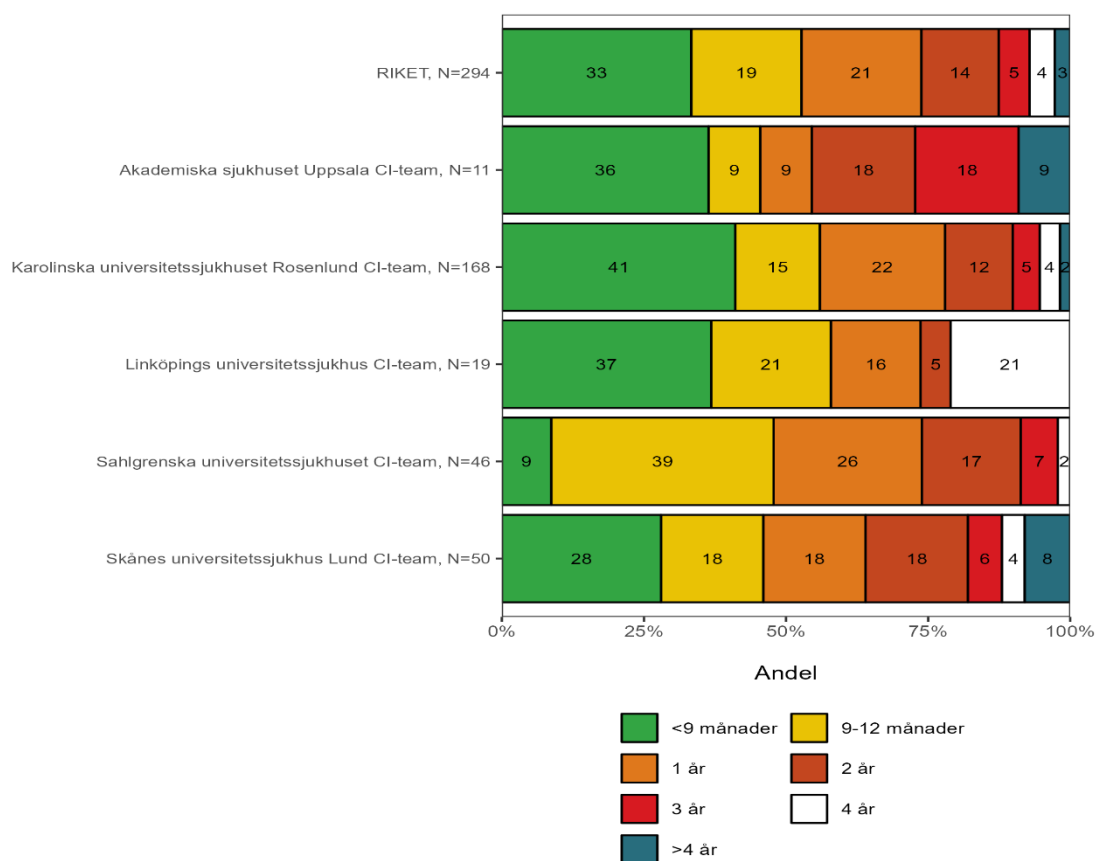 RIKET, N=294
33 19 21 14 5 4 3
Akademiska sjukhuset Uppsala CI-team, N=11
36 9 9 18 18 9
Karolinska universitetssjukhuset Rosenlund CI-team, N=168
41 15 22 12 5 4 2
Linköpings universitetssjukhus CI-team, N=19
37 21 16 5 21
Sahlgrenska universitetssjukhuset CI-team, N=46
9 39 26 17 7 2
Skånes universitetssjukhus Lund CI-team, N=50
28 18 18 18 6 4 8
0% 25% 50% 75% 100%
Andel
<9 månader 9-12 månader
1 år 2 år
3 år 4 år
>4 år